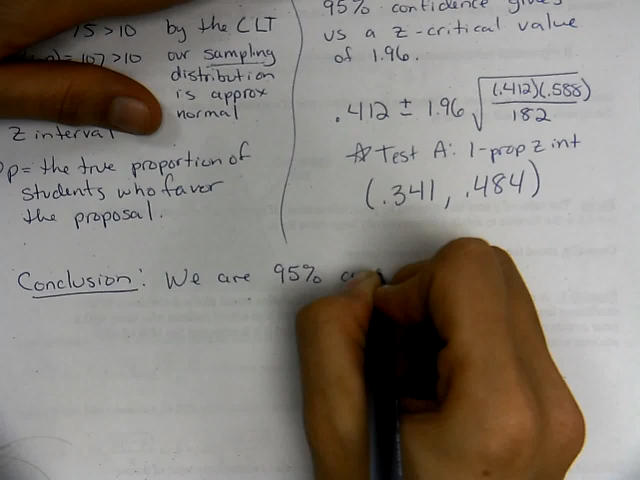 75 > 10 by the CLT
= 107 > 10 our sampling
distribution
is approx
normal
Z interval
p = the true proportion of
students who favor
the proposal.
95% confidence gives
us a z-critical value
of 1.96.
.412 ± 1.96 √((.412)(.588)/182)
☆ Test A: 1-prop Z int
(.341, .484)
Conclusion: We are 95%